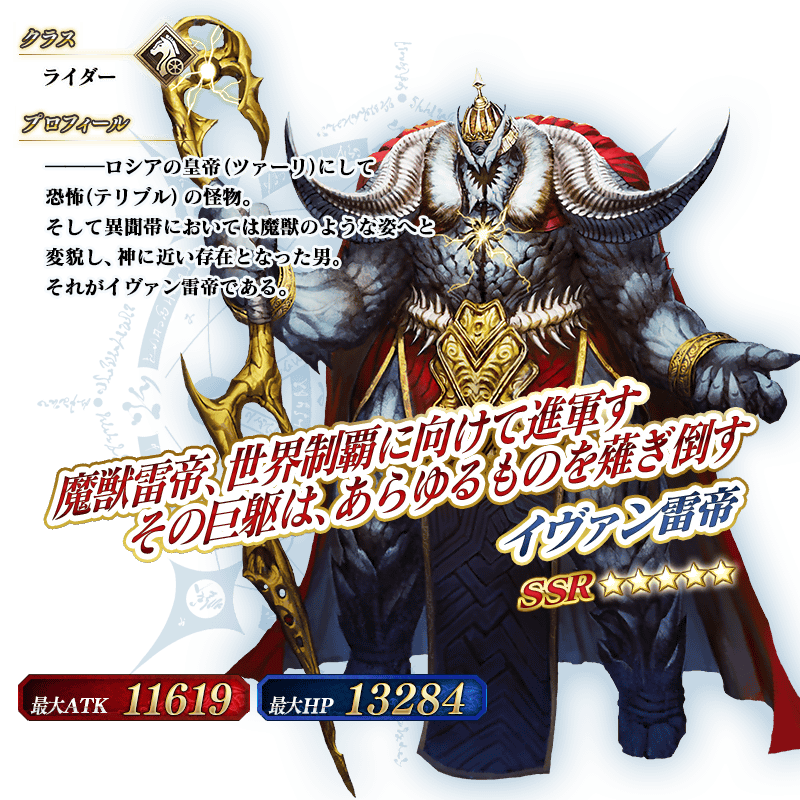 クラス
ライダー
プロフィール
―――ロシアの皇帝（ツァーリ）にして
恐怖（テリブル）の怪物。
そして異聞帯においては魔獣のような姿へと
変貌し、神に近い存在となった男。
それがイヴァン雷帝である。
魔獣雷帝、世界制覇に向けて進軍す
その巨躯は、あらゆるものを薙ぎ倒す
イヴァン雷帝
SSR ☆☆☆☆☆
最大ATK 11619 最大HP 13284